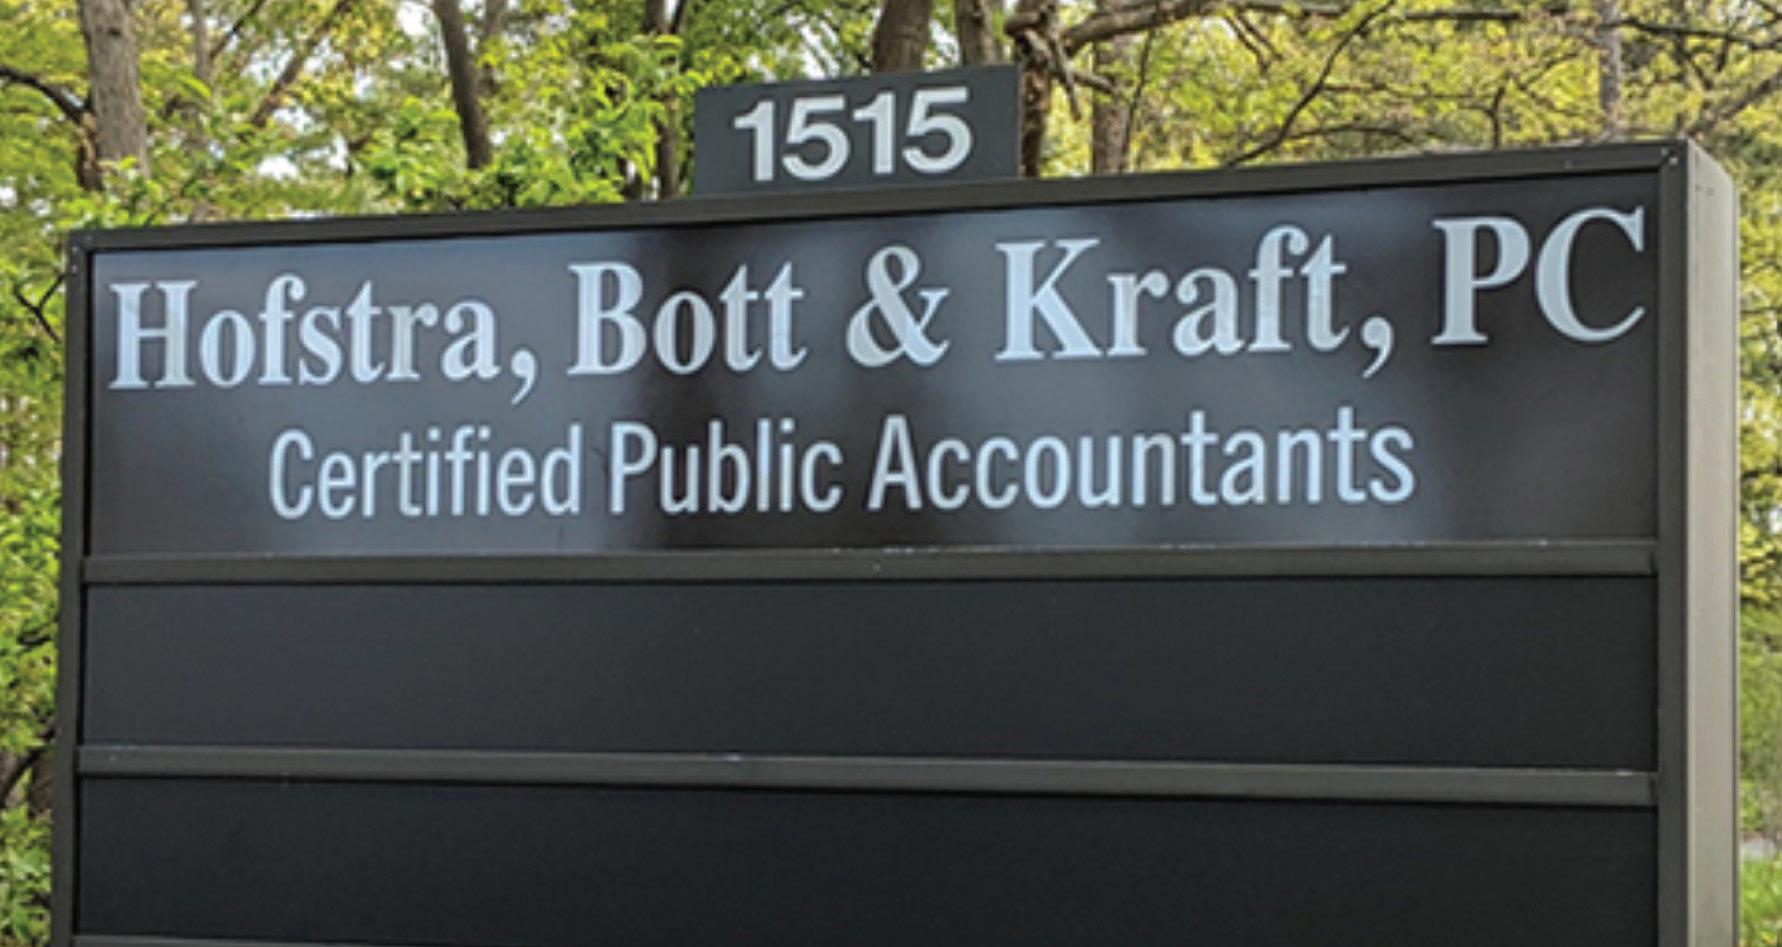 1515
Hofstra, Bott & Kraft, PC
Certified Public Accountants